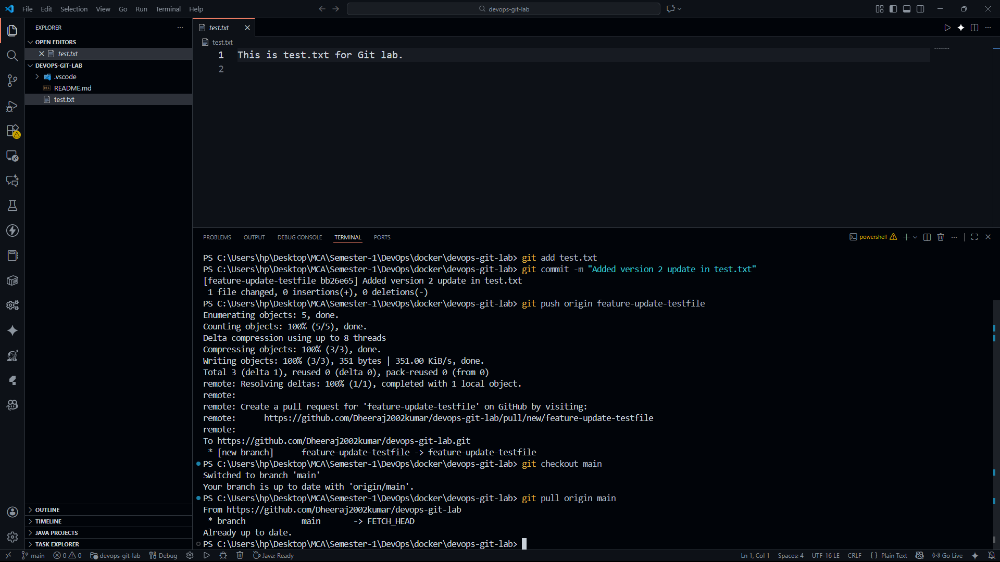 File Edit Selection View Go Run Terminal Help
devops-git-lab
EXPLORER
OPEN EDITORS
test.txt
DEVOPS-GIT-LAB
.vscode
README.md
test.txt
OUTLINE
TIMELINE
JAVA PROJECTS
TASK EXPLORER
test.txt
test.txt
1 This is test.txt for Git lab.
2
PROBLEMS OUTPUT DEBUG CONSOLE TERMINAL PORTS
powershell
PS C:\Users\hp\Desktop\MCA\Semester-1\DevOps\docker\devops-git-lab> git add test.txt
PS C:\Users\hp\Desktop\MCA\Semester-1\DevOps\docker\devops-git-lab> git commit -m "Added version 2 update in test.txt"
[feature-update-testfile bb26e65] Added version 2 update in test.txt
1 file changed, 0 insertions(+), 0 deletions(-)
PS C:\Users\hp\Desktop\MCA\Semester-1\DevOps\docker\devops-git-lab> git push origin feature-update-testfile
Enumerating objects: 5, done.
Counting objects: 100% (5/5), done.
Delta compression using up to 8 threads
Compressing objects: 100% (3/3), done.
Writing objects: 100% (3/3), 351 bytes | 351.00 KiB/s, done.
Total 3 (delta 1), reused 0 (delta 0), pack-reused 0 (from 0)
remote: Resolving deltas: 100% (1/1), completed with 1 local object.
remote:
remote: Create a pull request for 'feature-update-testfile' on GitHub by visiting:
remote:      https://github.com/Dheeraj2002kumar/devops-git-lab/pull/new/feature-update-testfile
remote:
To https://github.com/Dheeraj2002kumar/devops-git-lab.git
 * [new branch]      feature-update-testfile -> feature-update-testfile
PS C:\Users\hp\Desktop\MCA\Semester-1\DevOps\docker\devops-git-lab> git checkout main
Switched to branch 'main'
Your branch is up to date with 'origin/main'.
PS C:\Users\hp\Desktop\MCA\Semester-1\DevOps\docker\devops-git-lab> git pull origin main
From https://github.com/Dheeraj2002kumar/devops-git-lab
 * branch            main       -> FETCH_HEAD
Already up to date.
PS C:\Users\hp\Desktop\MCA\Semester-1\DevOps\docker\devops-git-lab>
main 0 0 devops-git-lab Debug Java: Ready Ln 1, Col 1 Spaces: 4 UTF-16 LE CRLF { } Plain Text Go Live